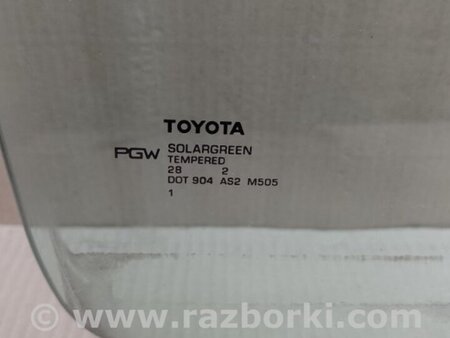 TOYOTA
PGW SOLARGREEN
TEMPERED
28 2
DOT 904 AS2 M505
1
© www.razborki.com